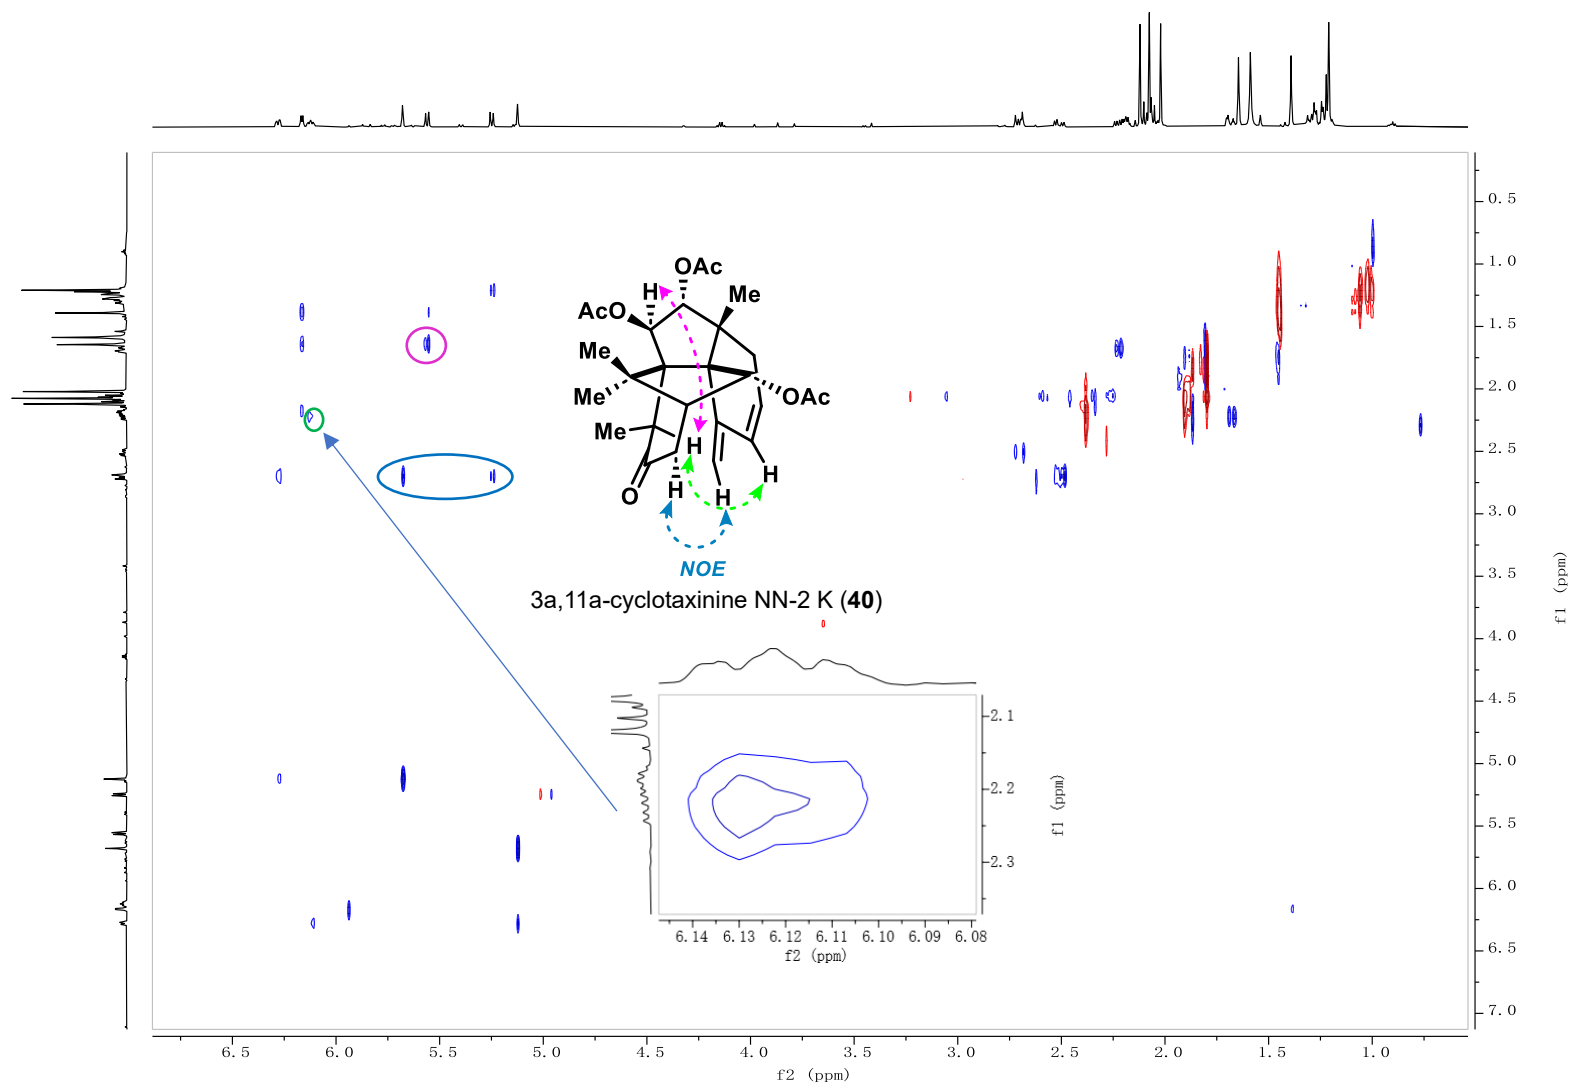 OAc
H
Me
AcO
Me
Me
OAc
Me
H
H
H
H
O
NOE
3a,11a-cyclotaxinine NN-2 K (40)
0.5
1.0
1.5
2.0
2.5
3.0
3.5
4.0
4.5
5.0
5.5
6.0
6.5
7.0
f1 (ppm)
2.1
2.2
2.3
f1 (ppm)
6.14 6.13 6.12 6.11 6.10 6.09 6.08
f2 (ppm)
6.5 6.0 5.5 5.0 4.5 4.0 3.5 3.0 2.5 2.0 1.5 1.0
f2 (ppm)